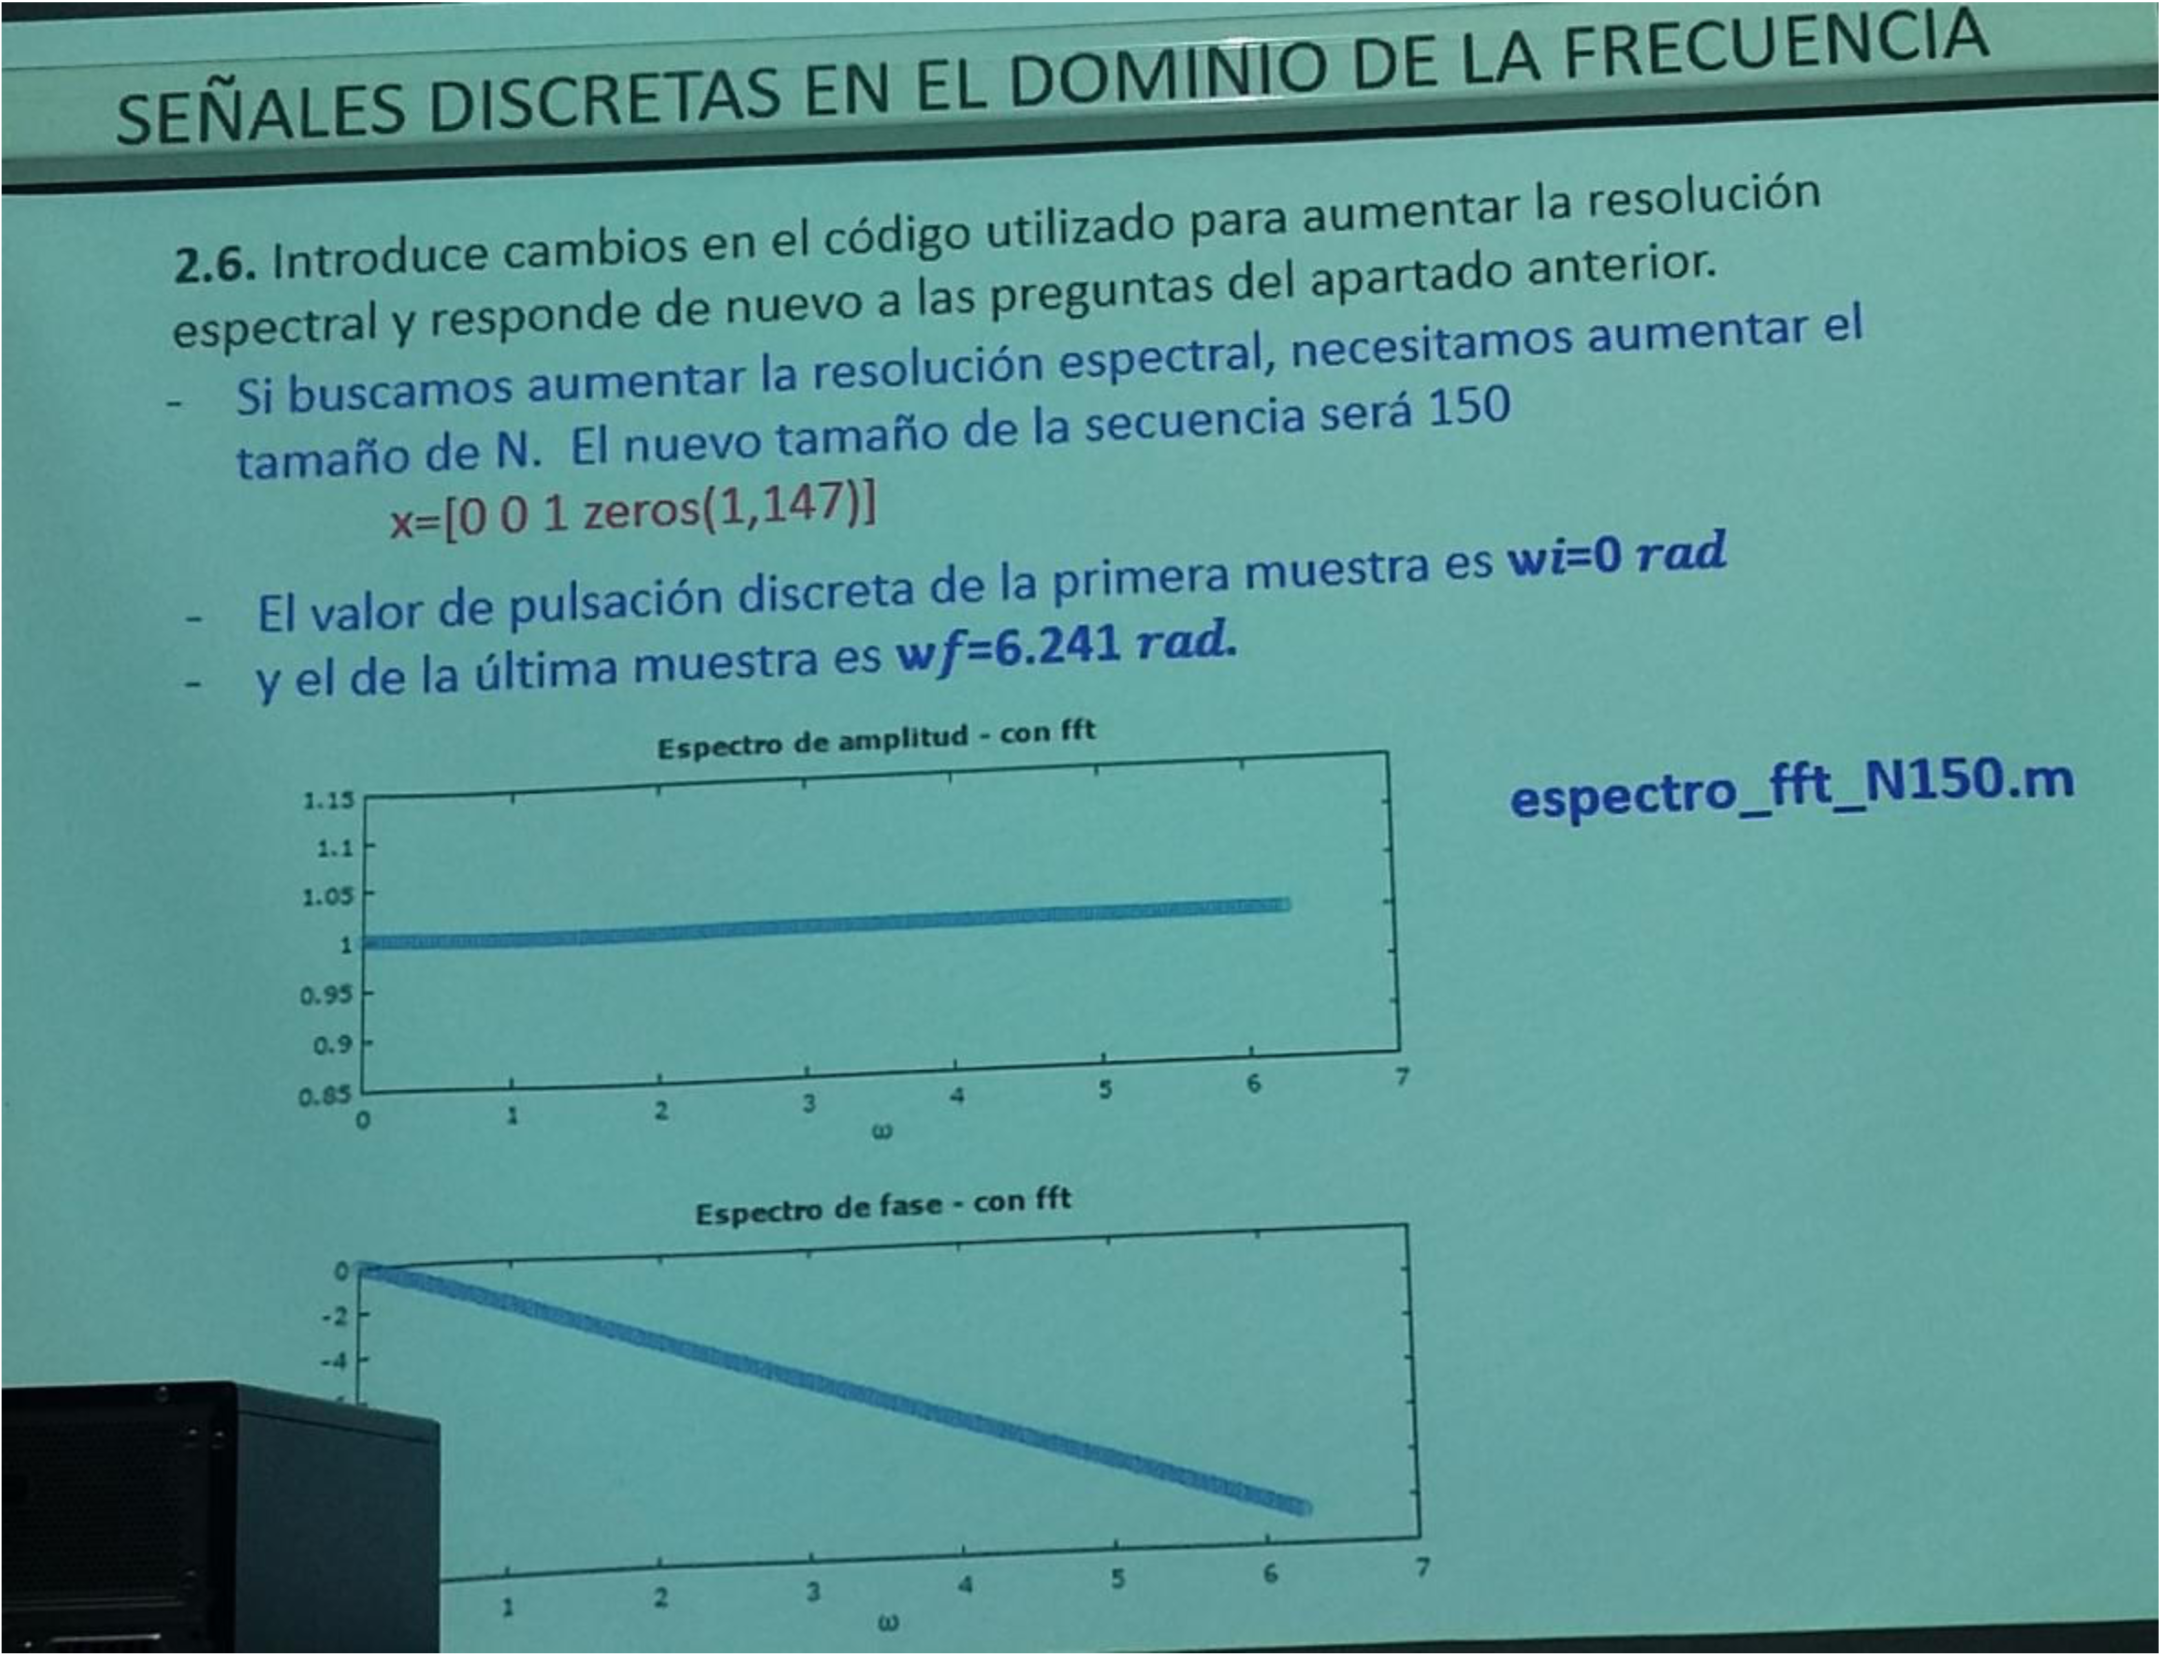 SEÑALES DISCRETAS EN EL DOMINIO DE LA FRECUENCIA
2.6. Introduce cambios en el código utilizado para aumentar la resolución
espectral y responde de nuevo a las preguntas del apartado anterior.
- Si buscamos aumentar la resolución espectral, necesitamos aumentar el
tamaño de N. El nuevo tamaño de la secuencia será 150
x=[0 0 1 zeros(1,147)]
- El valor de pulsación discreta de la primera muestra es wi=0 rad
- y el de la última muestra es wf=6.241 rad.
Espectro de amplitud - con fft
1.15
1.1
1.05
1
0.95
0.9
0.85
0 1 2 3 4 5 6 7
ω
espectro_fft_N150.m
Espectro de fase - con fft
0
-2
-4
1 2 3 4 5 6 7
ω